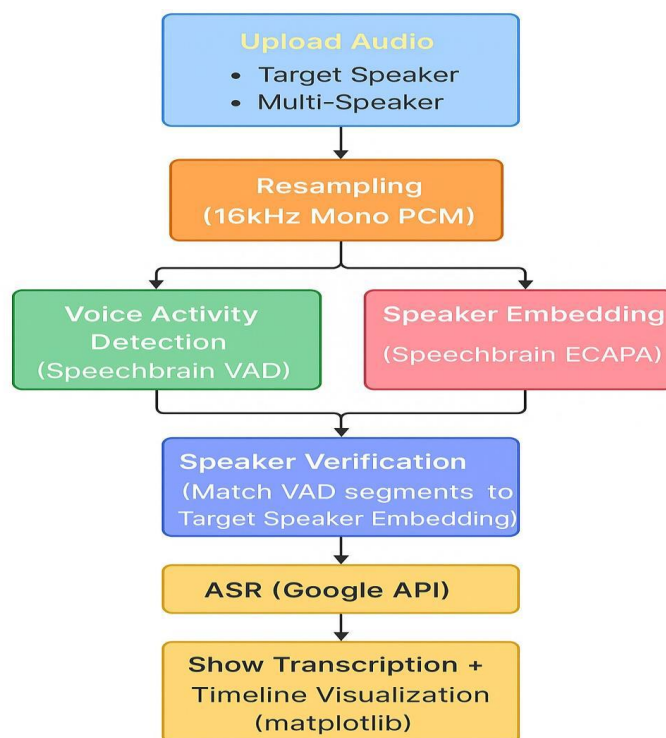 Upload Audio
• Target Speaker
• Multi-Speaker
Resampling
(16kHz Mono PCM)
Voice Activity
Detection
(Speechbrain VAD)
Speaker Embedding
(Speechbrain ECAPA)
Speaker Verification
(Match VAD segments to
Target Speaker Embedding)
ASR (Google API)
Show Transcription +
Timeline Visualization
(matplotlib)